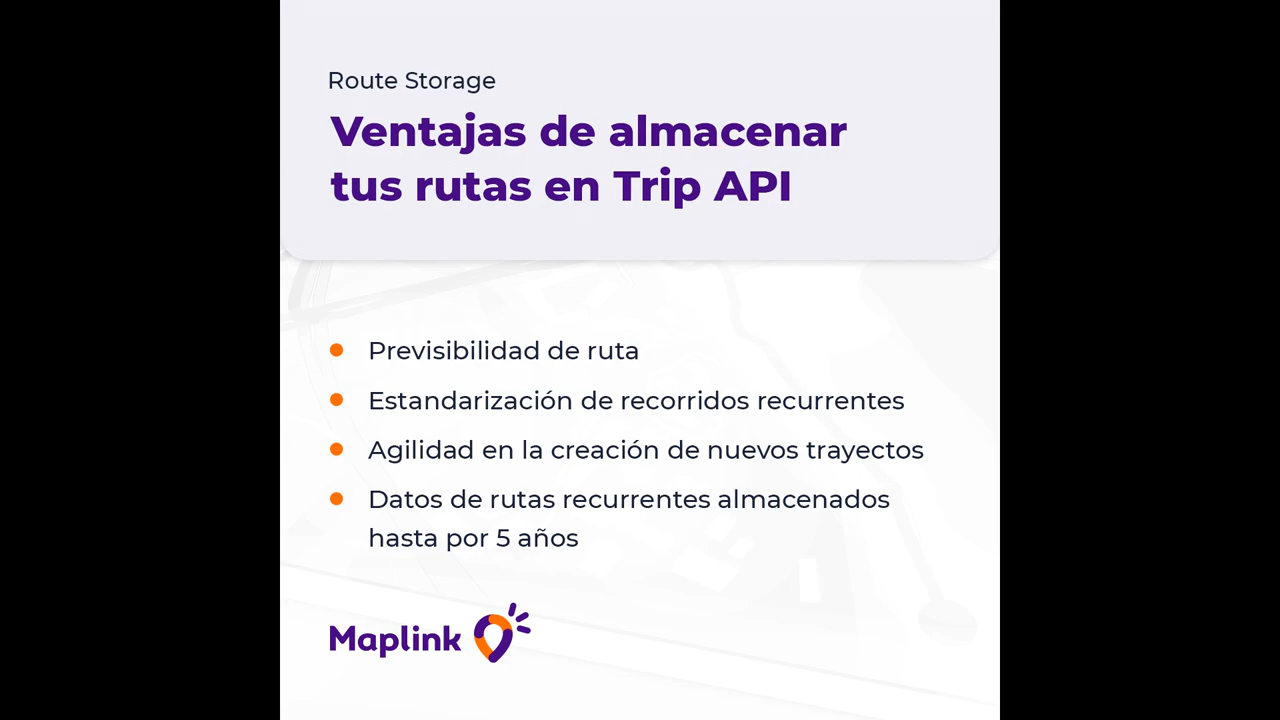 Route Storage
Ventajas de almacenar
tus rutas en Trip API
Previsibilidad de ruta
Estandarización de recorridos recurrentes
Agilidad en la creación de nuevos trayectos
Datos de rutas recurrentes almacenados
hasta por 5 años
Maplink